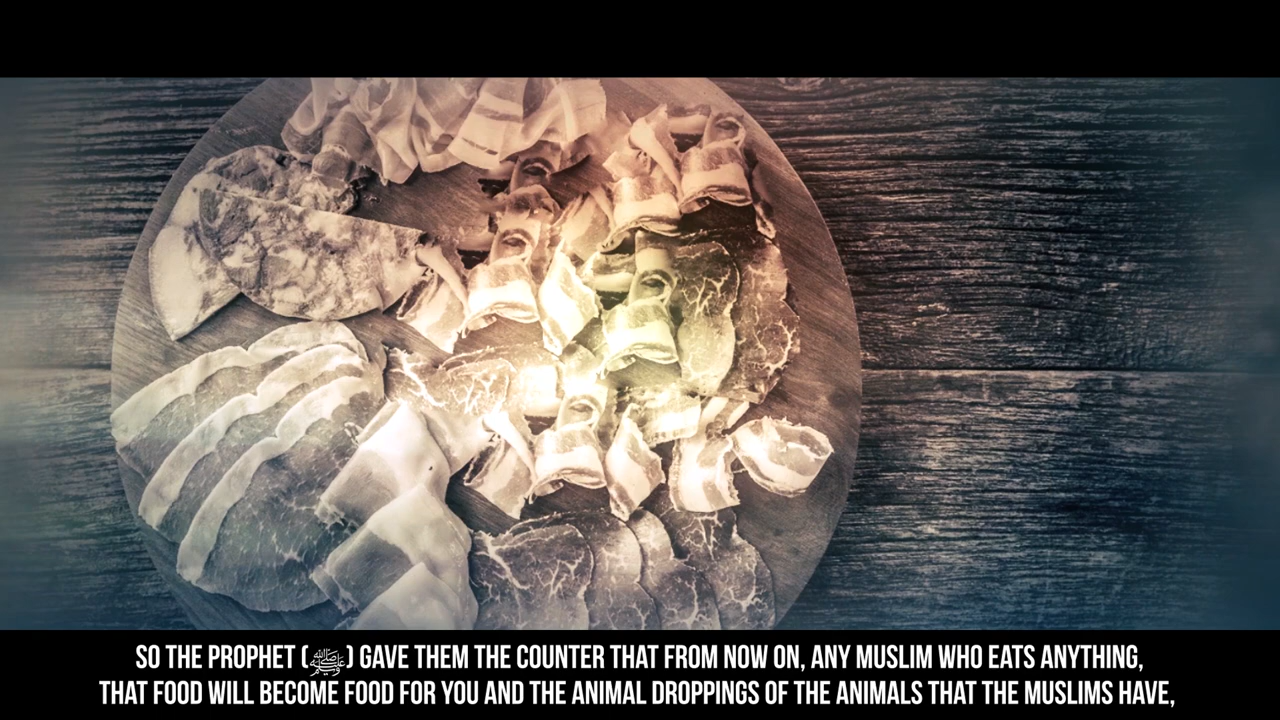 SO THE PROPHET (ﷺ) GAVE THEM THE COUNTER THAT FROM NOW ON, ANY MUSLIM WHO EATS ANYTHING,
THAT FOOD WILL BECOME FOOD FOR YOU AND THE ANIMAL DROPPINGS OF THE ANIMALS THAT THE MUSLIMS HAVE,